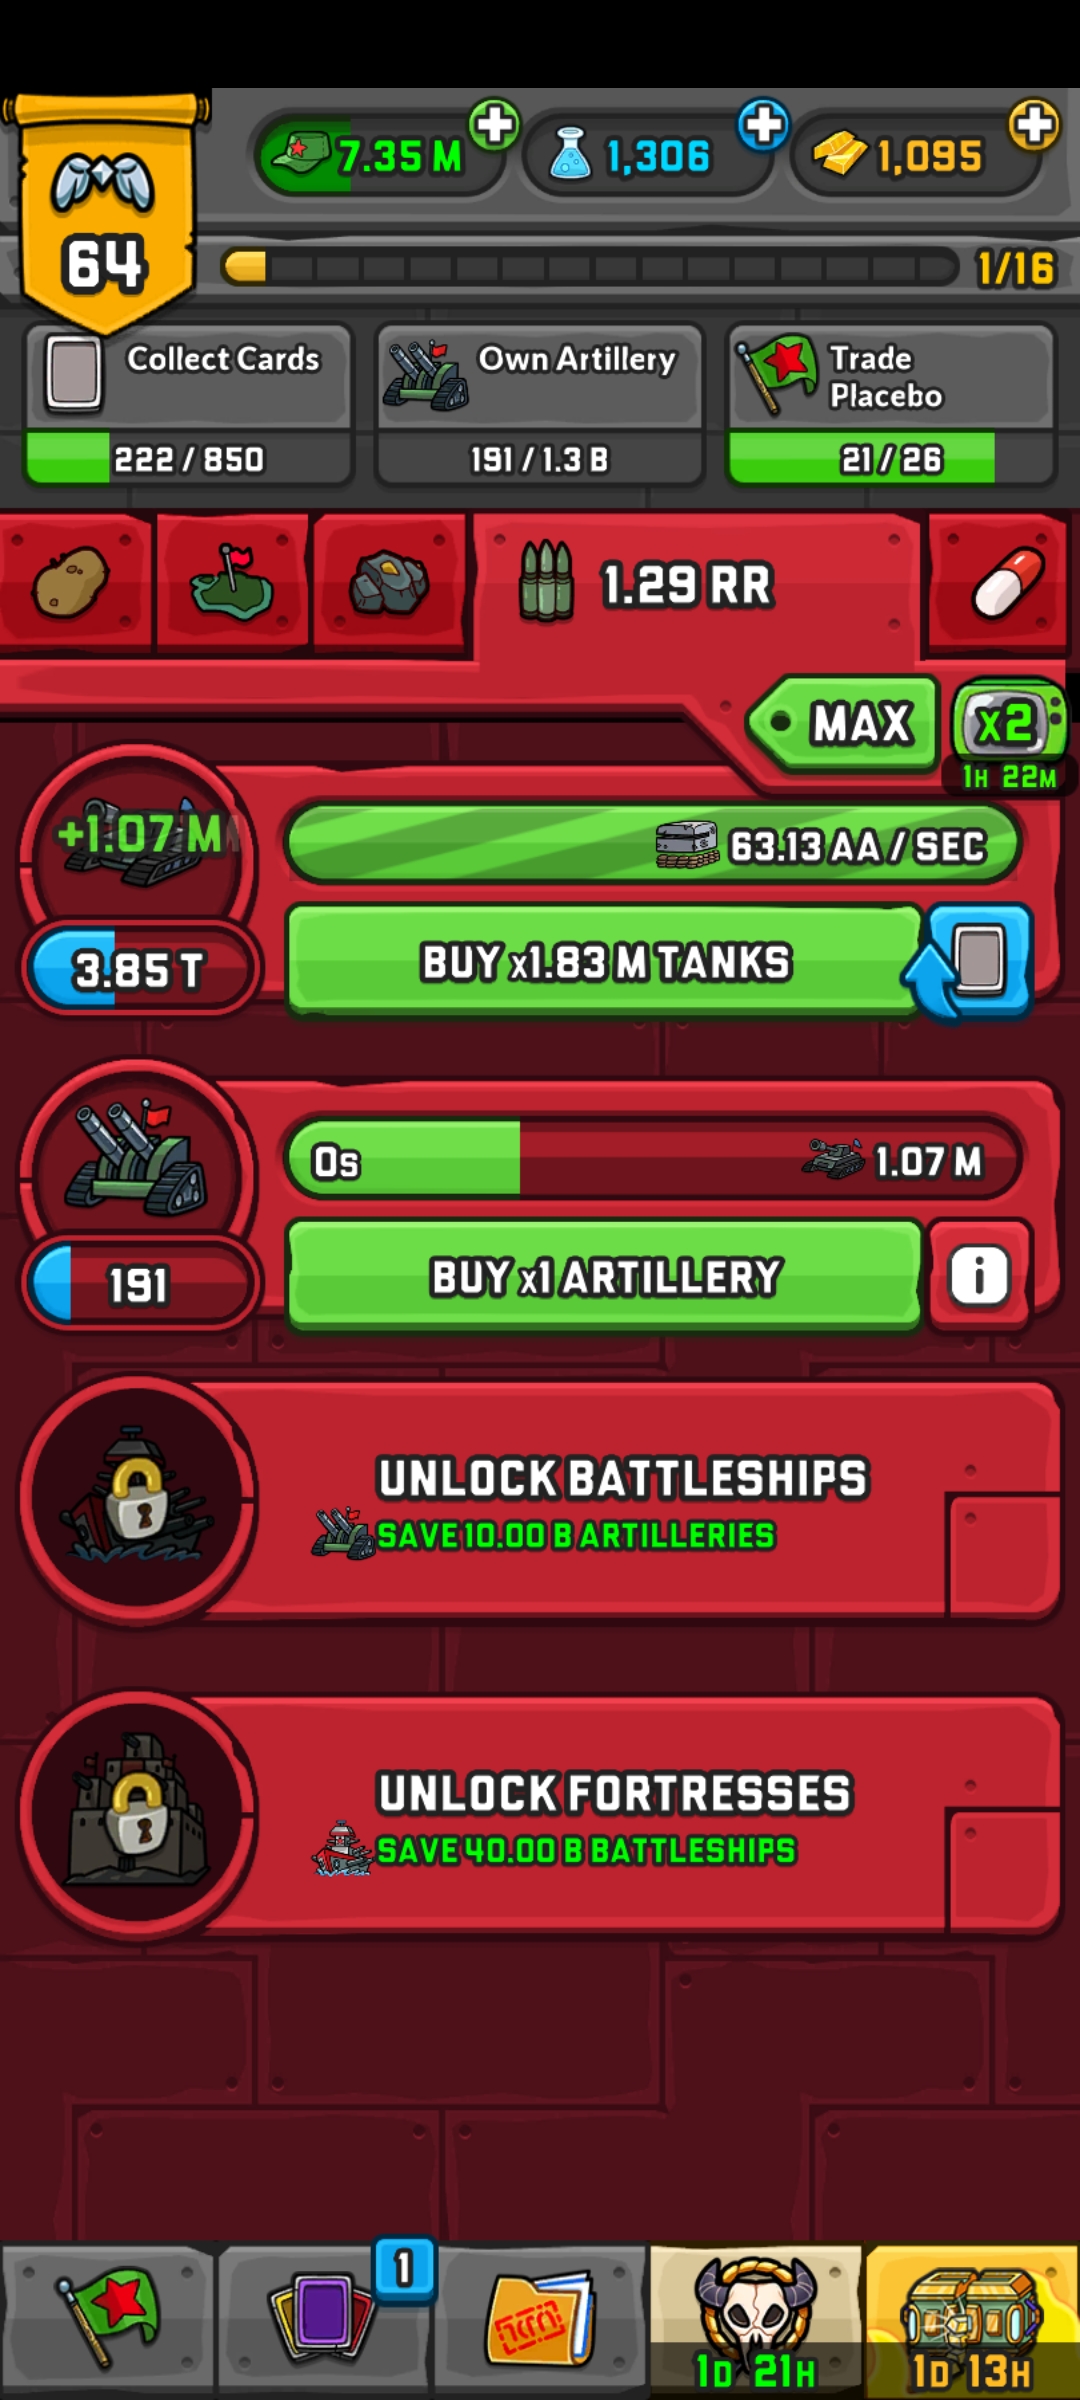 7.35 M
1,306
1,095
64
1/16
Collect Cards
222 / 850
Own Artillery
191 / 1.3 B
Trade
Placebo
21 / 26
1.29 RR
MAX
x2
1H 22M
+1.07 M
63.13 AA / SEC
3.85 T
BUY x1.83 M TANKS
0s
1.07 M
191
BUY x1 ARTILLERY
i
UNLOCK BATTLESHIPS
SAVE 10.00 B ARTILLERIES
UNLOCK FORTRESSES
SAVE 40.00 B BATTLESHIPS
1
1D 21H
1D 13H